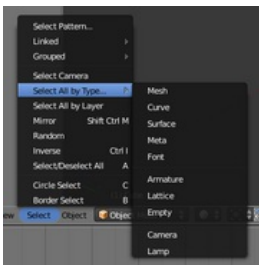 Select Pattern...
Linked
Grouped
Select Camera
Select All by Type...
Select All by Layer
Mirror Shift Ctrl M
Random
Inverse Ctrl I
Select/Deselect All A
Circle Select C
Border Select B
Mesh
Curve
Surface
Meta
Font
Armature
Lattice
Empty
Camera
Lamp
ew Select Object Objec